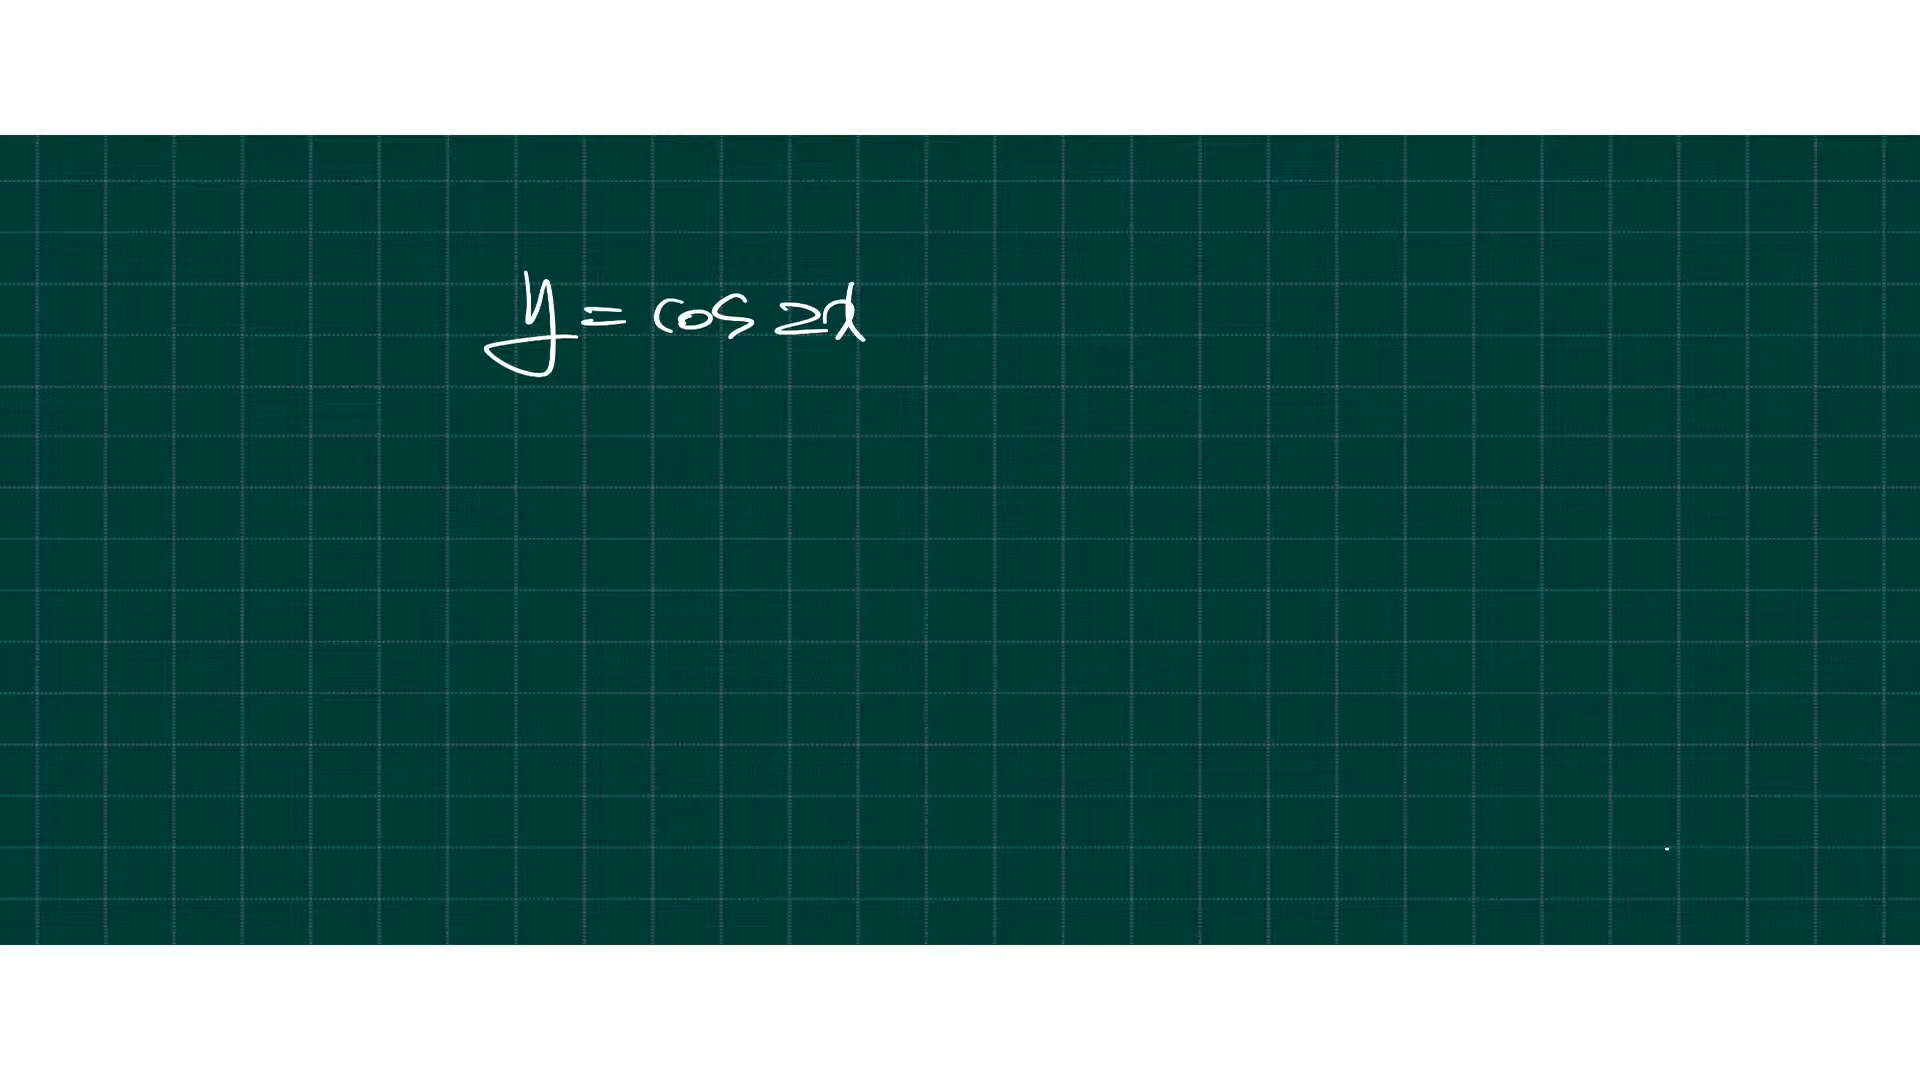 y = cos 2x